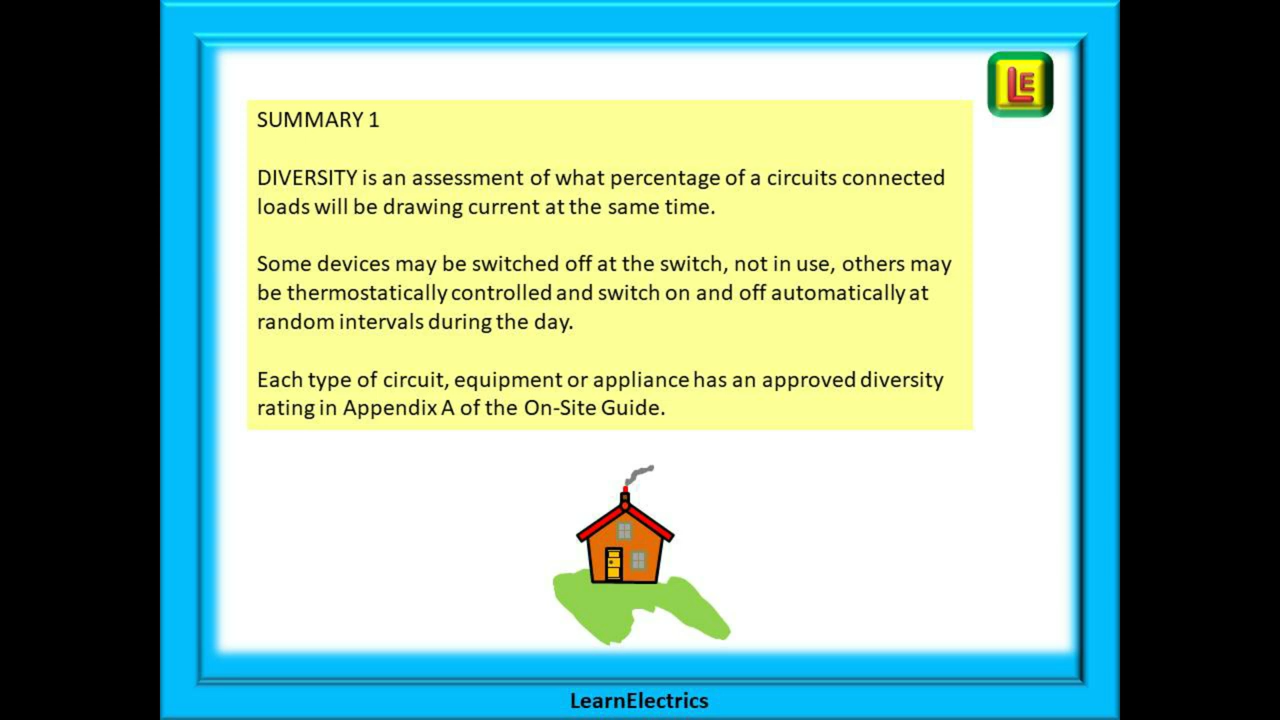 LE
SUMMARY 1
DIVERSITY is an assessment of what percentage of a circuits connected
loads will be drawing current at the same time.
Some devices may be switched off at the switch, not in use, others may
be thermostatically controlled and switch on and off automatically at
random intervals during the day.
Each type of circuit, equipment or appliance has an approved diversity
rating in Appendix A of the On-Site Guide.
LearnElectrics